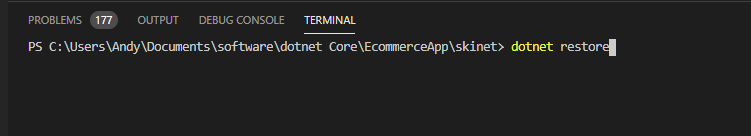 PROBLEMS 177 OUTPUT DEBUG CONSOLE TERMINAL
PS C:\Users\Andy\Documents\software\dotnet Core\EcommerceApp\skinet> dotnet restore